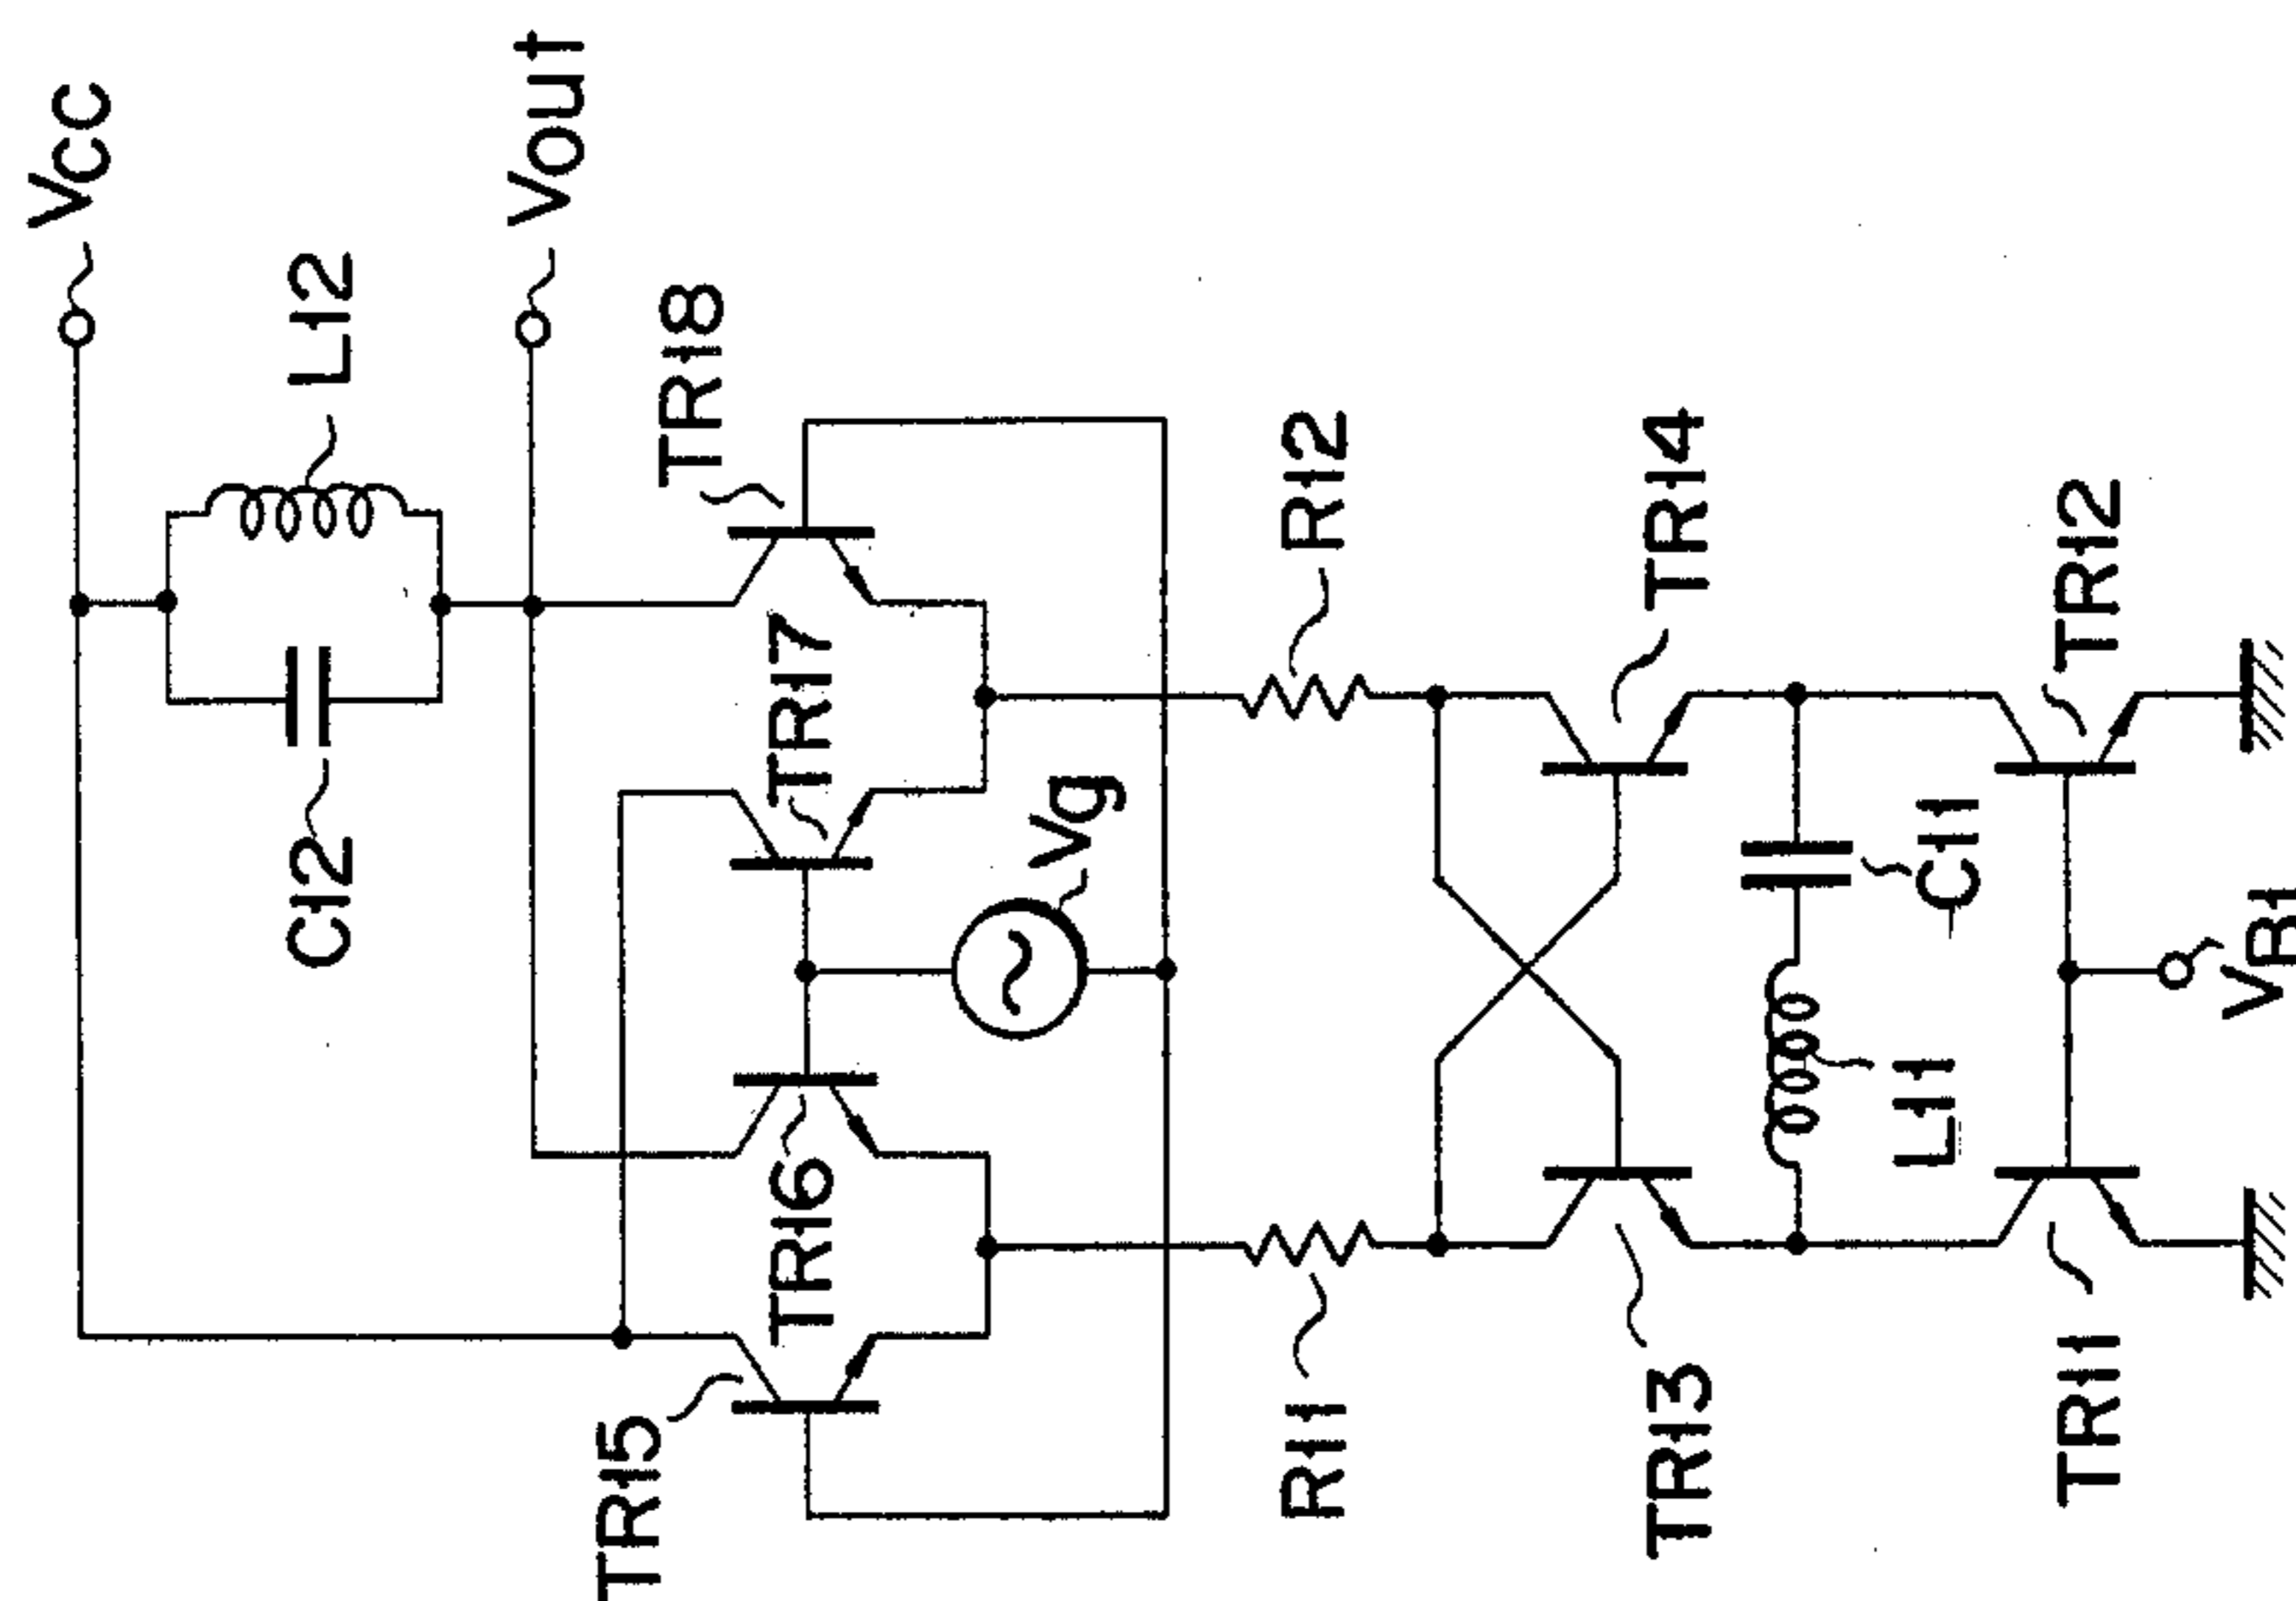 Vcc
C12
L12
Vout
TR15
TR18
TR16
TR17
Vg
R11
R12
TR13
TR14
L11
C11
TR11
TR12
VB1